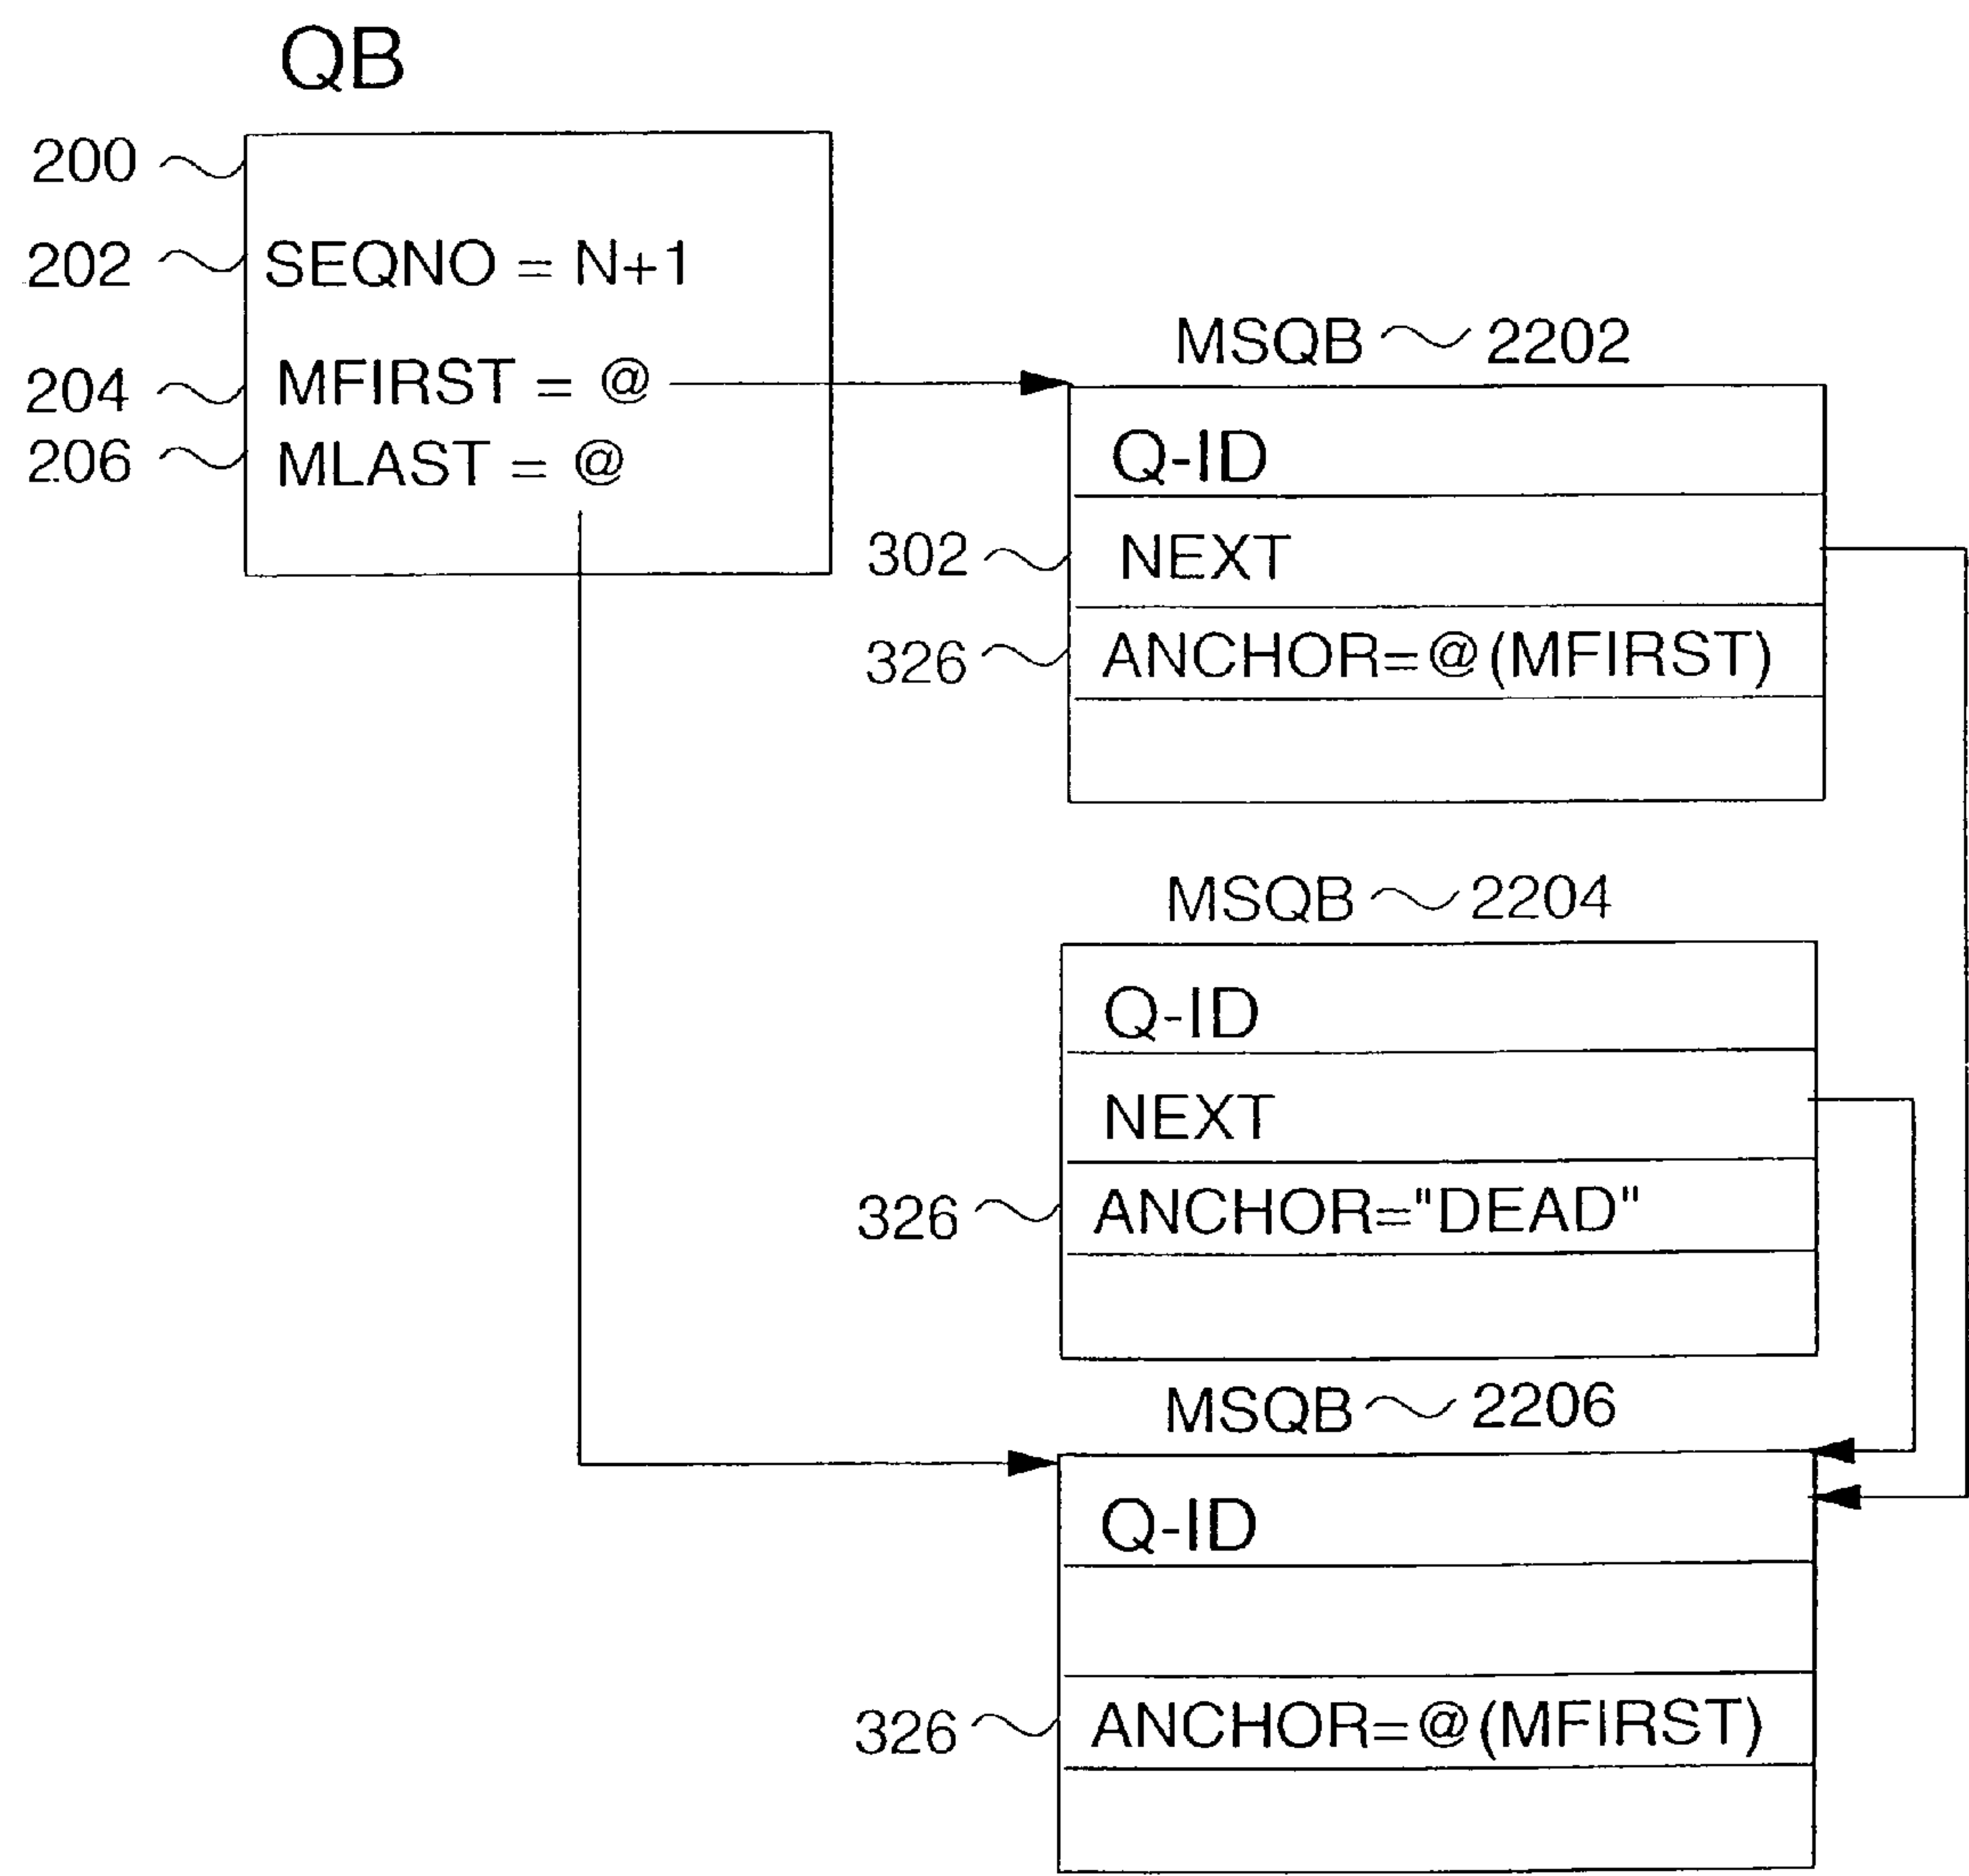 QB
200
202 SEQNO = N+1
204 MFIRST = @
206 MLAST = @
MSQB 2202
Q-ID
302 NEXT
326 ANCHOR=@(MFIRST)
MSQB 2204
Q-ID
NEXT
326 ANCHOR="DEAD"
MSQB 2206
Q-ID
326 ANCHOR=@(MFIRST)